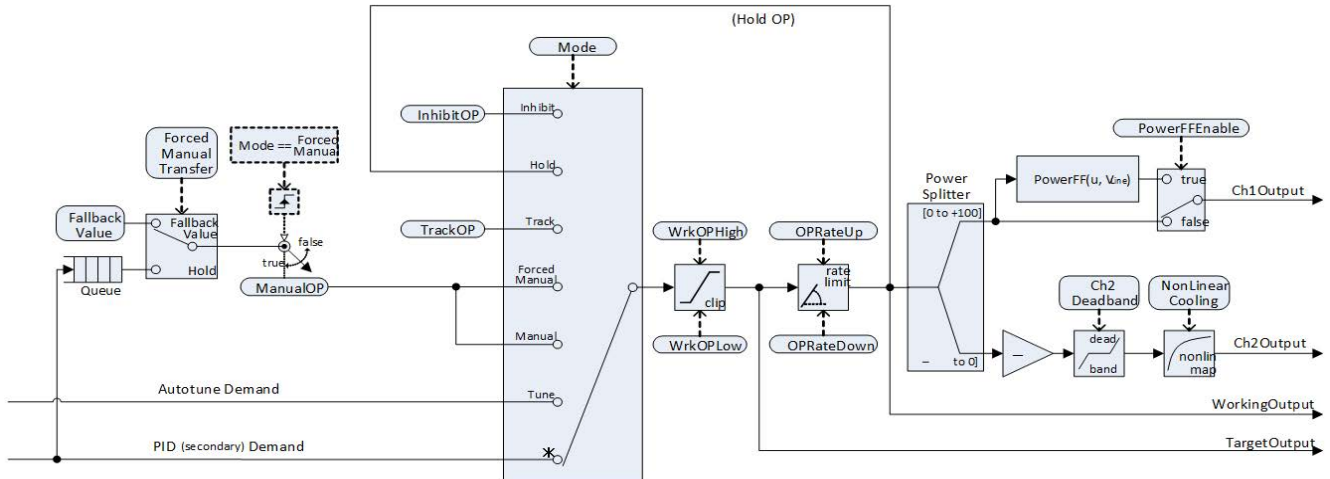 (Hold OP)
Mode
Inhibit
InhibitOP
Forced
Manual
Transfer
Mode == Forced
Manual
PowerFFEnable
Hold
Power
Splitter
PowerFF(u, Vline)
true
Ch1Output
[0 to +100]
false
Fallback
Value
Fallback
Value
Hold
Queue
false
true
ManualOP
TrackOP
Track
Forced
Manual
Manual
WrkOPHigh
clip
WrkOPLow
OPRateUp
rate
limit
OPRateDown
Ch2
Deadband
NonLinear
Cooling
– to 0]
–
dead
band
nonlin
map
Ch2Output
Autotune Demand
Tune
WorkingOutput
PID (secondary) Demand
*
TargetOutput